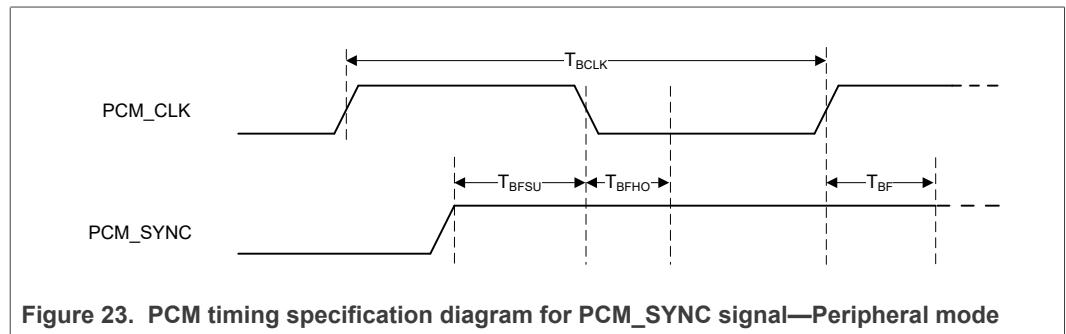 T_BCLK
PCM_CLK
T_BFSU
T_BFHO
T_BF
PCM_SYNC
Figure 23. PCM timing specification diagram for PCM_SYNC signal—Peripheral mode